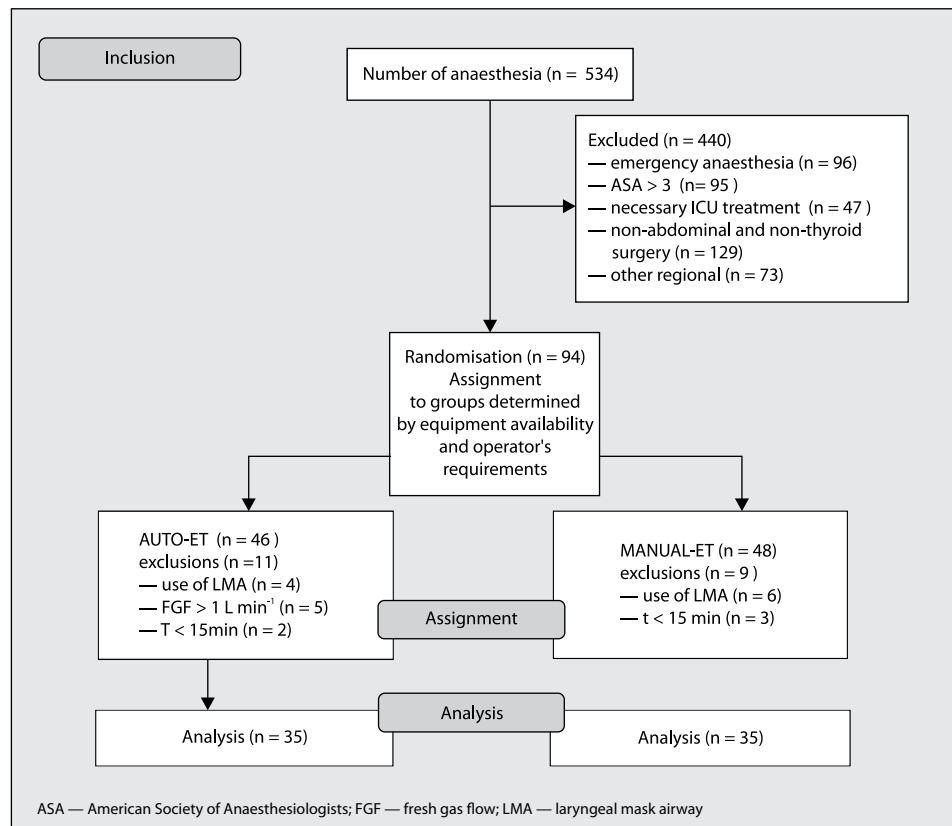 Inclusion
Number of anaesthesia (n = 534)
Excluded (n = 440)
— emergency anaesthesia (n = 96)
— ASA > 3 (n= 95 )
— necessary ICU treatment (n = 47 )
— non-abdominal and non-thyroid
surgery (n = 129)
— other regional (n = 73)
Randomisation (n = 94)
Assignment
to groups determined
by equipment availability
and operator's
requirements
AUTO-ET (n = 46 )
exclusions (n =11)
— use of LMA (n = 4)
— FGF > 1 L min⁻¹ (n = 5)
— T < 15min (n = 2)
MANUAL-ET (n = 48)
exclusions (n = 9 )
— use of LMA (n = 6)
— t < 15 min (n = 3)
Assignment
Analysis
Analysis (n = 35)
Analysis (n = 35)
ASA — American Society of Anaesthesiologists; FGF — fresh gas flow; LMA — laryngeal mask airway